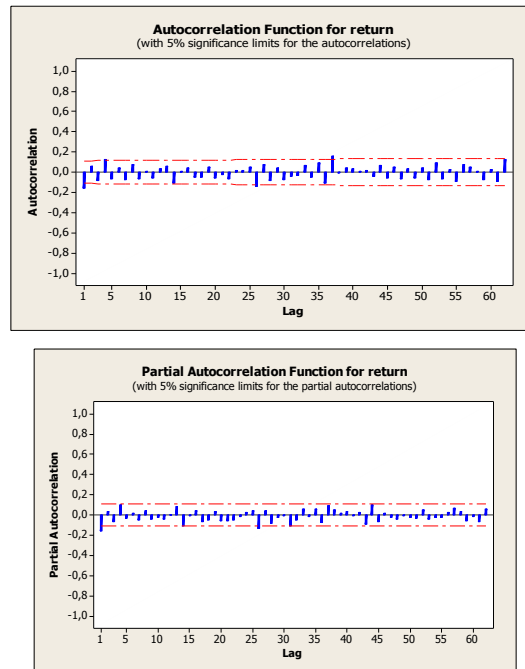 Autocorrelation Function for return
(with 5% significance limits for the autocorrelations)
1,0
0,8
0,6
0,4
0,2
0,0
-0,2
-0,4
-0,6
-0,8
-1,0
Autocorrelation
1 5 10 15 20 25 30 35 40 45 50 55 60
Lag
Partial Autocorrelation Function for return
(with 5% significance limits for the partial autocorrelations)
1,0
0,8
0,6
0,4
0,2
0,0
-0,2
-0,4
-0,6
-0,8
-1,0
Partial Autocorrelation
1 5 10 15 20 25 30 35 40 45 50 55 60
Lag